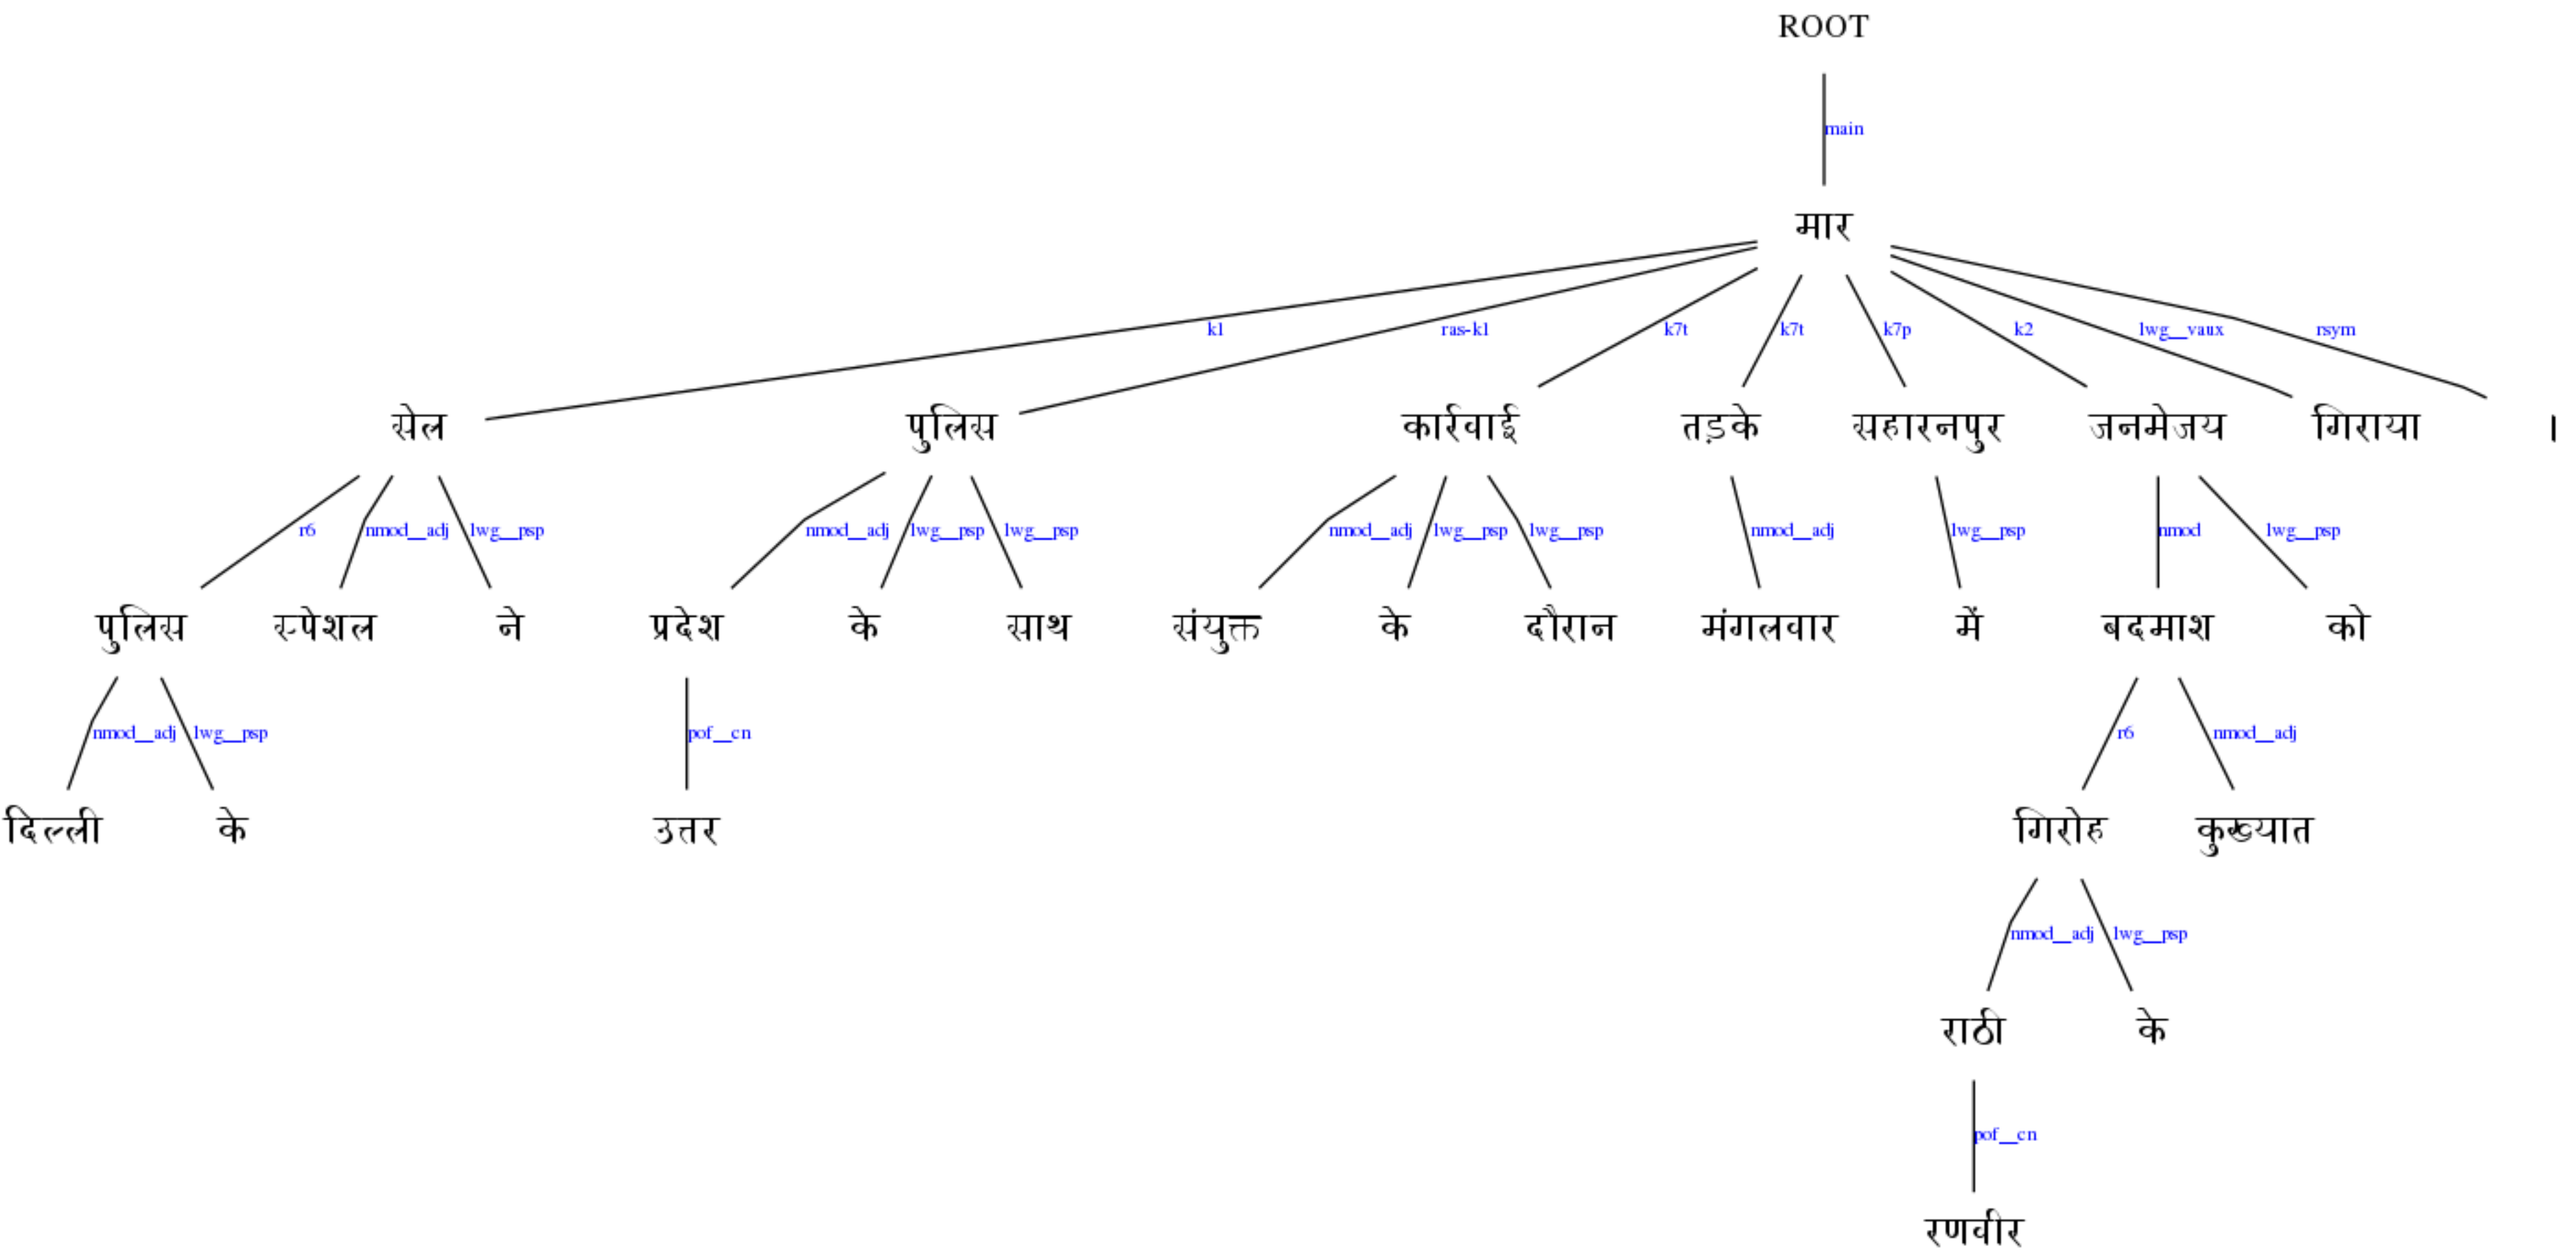 ROOT
main
मार
k1 ras-k1 k7t k7t k7p k2 lwg__vaux rsym
सेल पुलिस कार्रवाई तड़के सहारनपुर जनमेजय गिराया ।
r6 nmod__adj lwg__psp nmod__adj lwg__psp lwg__psp nmod__adj lwg__psp lwg__psp nmod__adj lwg__psp nmod lwg__psp
पुलिस स्पेशल ने प्रदेश के साथ संयुक्त के दौरान मंगलवार में बदमाश को
nmod__adj lwg__psp pof__cn r6 nmod__adj
दिल्ली के उत्तर गिरोह कुख्यात
nmod__adj lwg__psp
राठी के
pof__cn
रणवीर